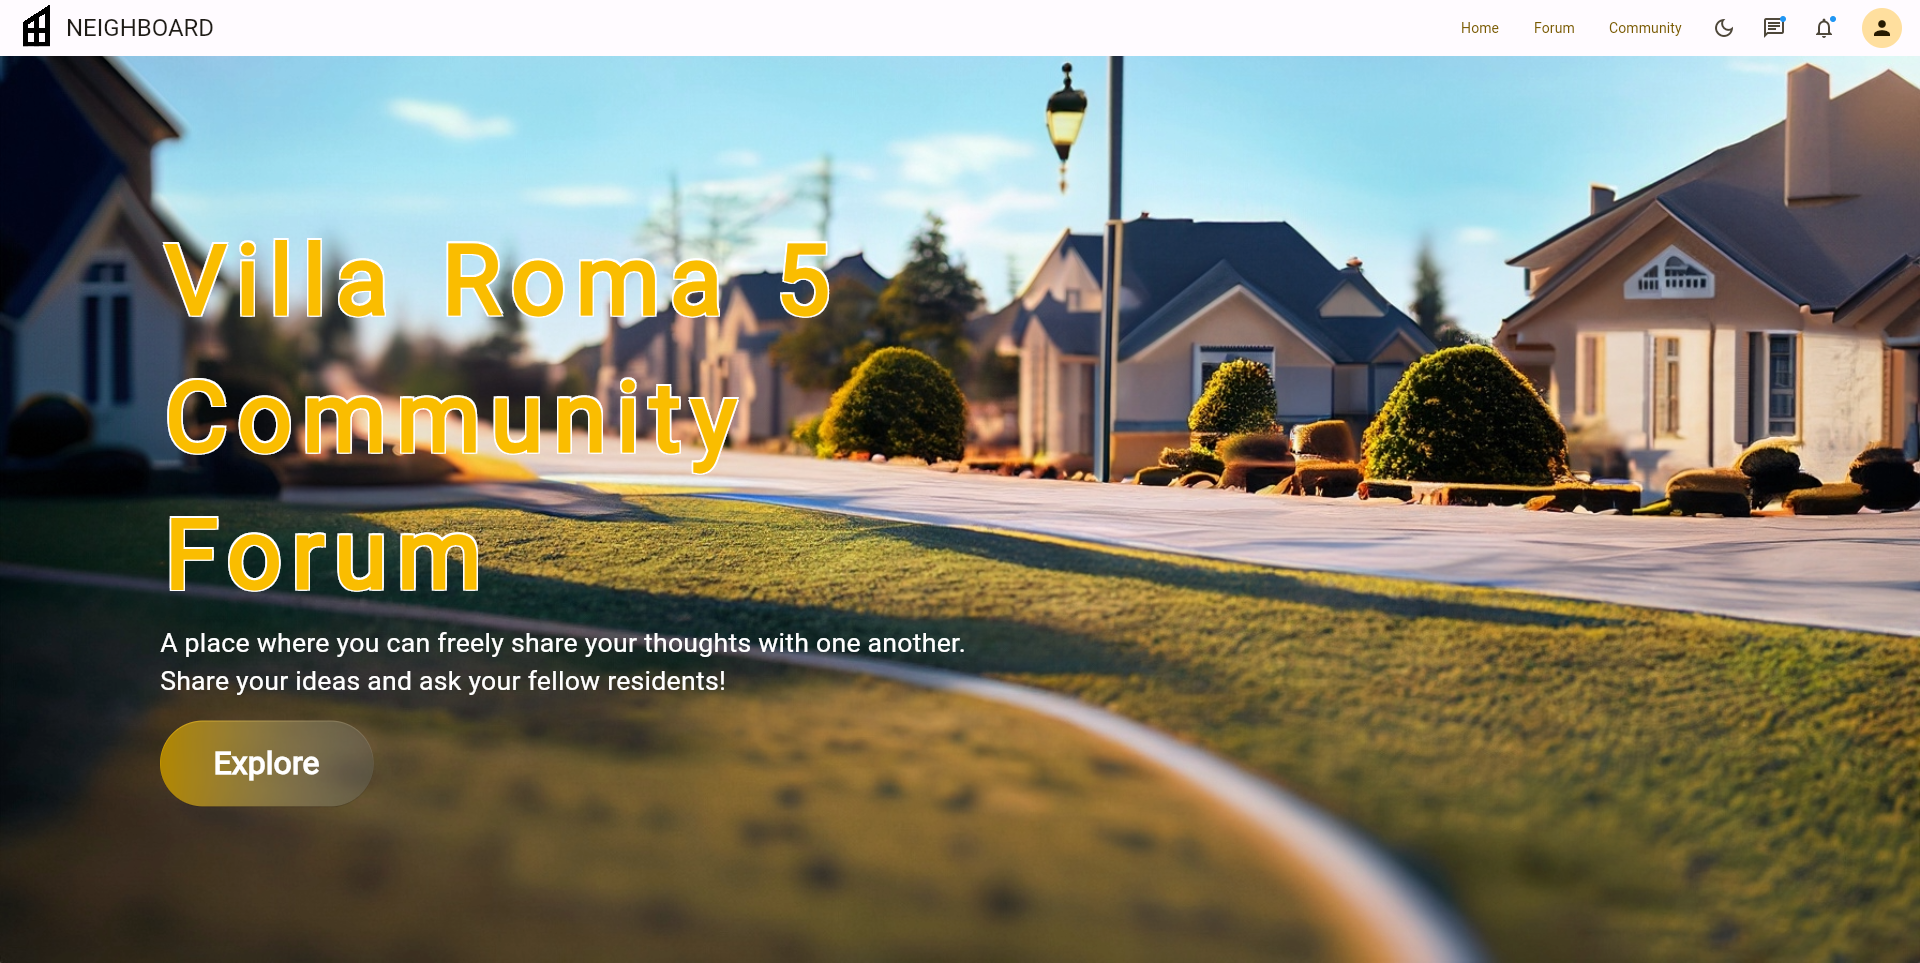 NEIGHBOARD
Home
Forum
Community
Villa Roma 5
Community
Forum
A place where you can freely share your thoughts with one another.
Share your ideas and ask your fellow residents!
Explore